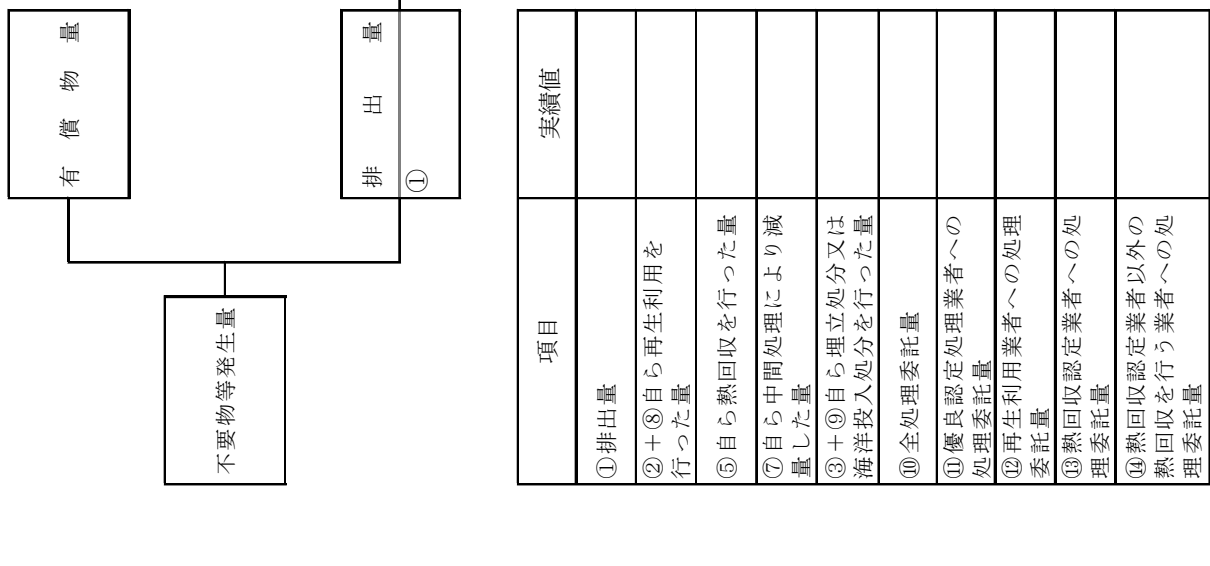 有償物量
排出量
①
不要物等発生量
項目
実績値
①排出量
②＋⑧自ら再生利用を
行った量
⑤自ら熱回収を行った量
⑦自ら中間処理により減
量した量
③＋⑨自ら埋立処分又は
海洋投入処分を行った量
⑩全処理委託量
⑪優良認定処理業者への
処理委託量
⑫再生利用業者への処理
委託量
⑬熱回収認定業者への処
理委託量
⑭熱回収認定業者以外の
熱回収を行う業者への処
理委託量